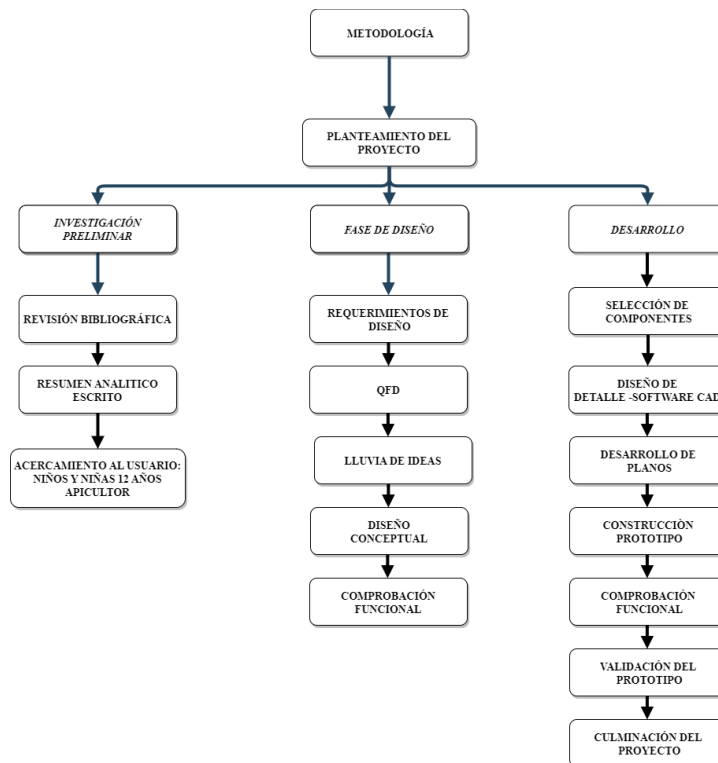 METODOLOGÍA
PLANTEAMIENTO DEL
PROYECTO
INVESTIGACIÓN
PRELIMINAR
REVISIÓN BIBLIOGRÁFICA
RESUMEN ANALITICO
ESCRITO
ACERCAMIENTO AL USUARIO:
NIÑOS Y NIÑAS 12 AÑOS
APICULTOR
FASE DE DISEÑO
REQUERIMIENTOS DE
DISEÑO
QFD
LLUVIA DE IDEAS
DISEÑO
CONCEPTUAL
COMPROBACIÓN
FUNCIONAL
DESARROLLO
SELECCIÓN DE
COMPONENTES
DISEÑO DE
DETALLE -SOFTWARE CAD
DESARROLLO DE
PLANOS
CONSTRUCCIÒN
PROTOTIPO
COMPROBACIÓN
FUNCIONAL
VALIDACIÓN DEL
PROTOTIPO
CULMINACIÓN DEL
PROYECTO